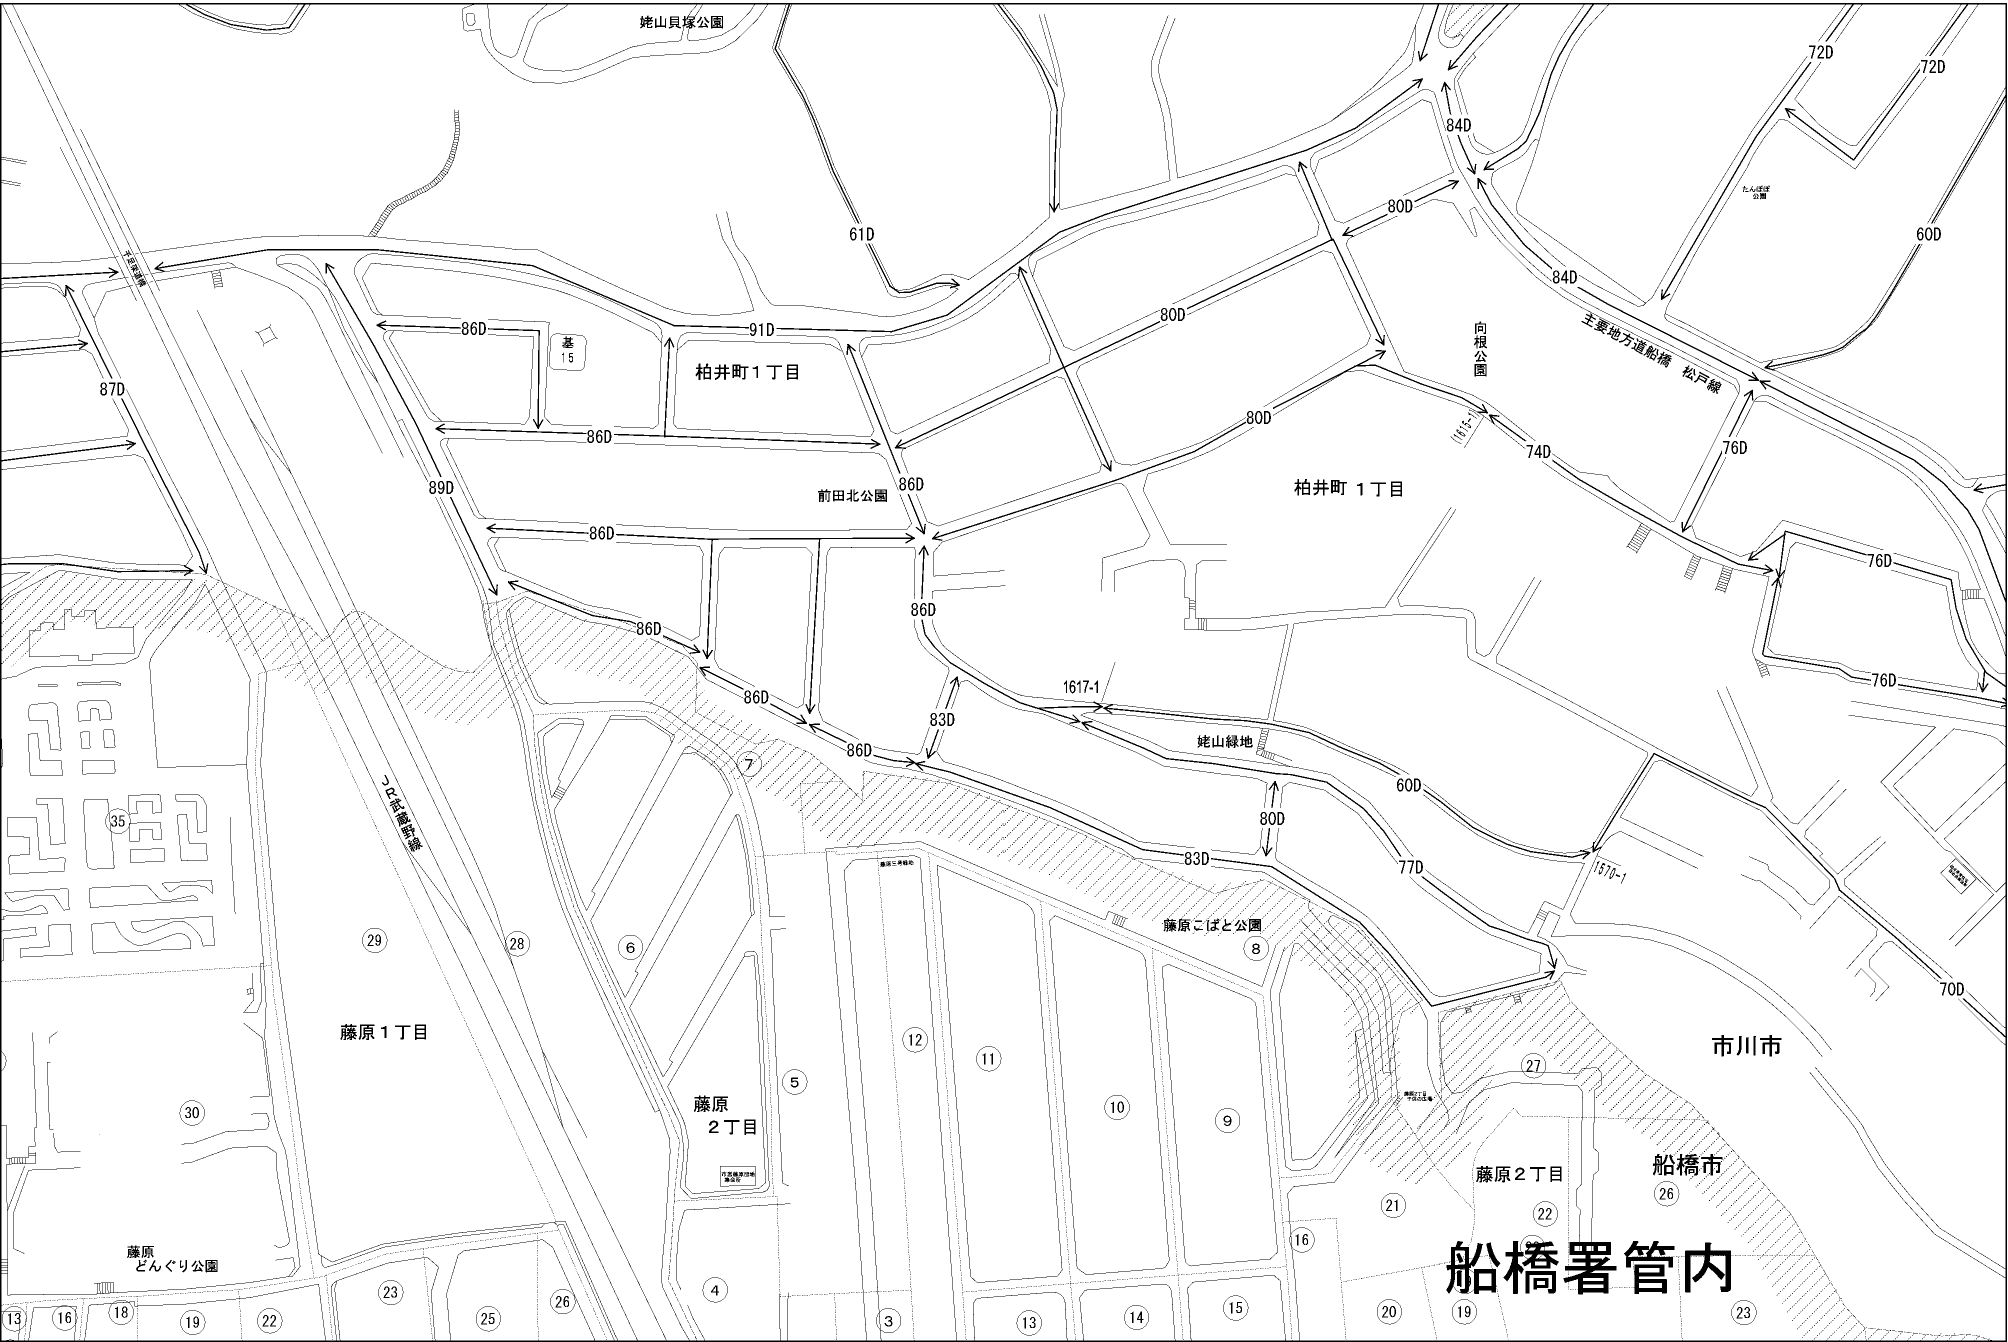 姥山貝塚公園
72D
72D
84D
たんぽぽ
公園
80D
61D
60D
84D
80D
86D
91D
基
15
主要地方道船橋 松戸線
向根公園
柏井町1丁目
87D
80D
1615-1
86D
76D
74D
89D
前田北公園
86D
柏井町 1丁目
86D
76D
86D
86D
76D
86D
1617-1
83D
86D
姥山緑地
7
60D
80D
35
JR武蔵野線
83D
77D
1570-1
藤原三号緑地
藤原こばと公園
29
28
6
8
70D
藤原1丁目
12
11
市川市
27
5
藤原
2丁目
30
10
9
船橋市
藤原2丁目
26
21
22
16
藤原
どんぐり公園
船橋署管内
4
23
26
13
16
18
19
22
25
3
13
14
15
20
19
23